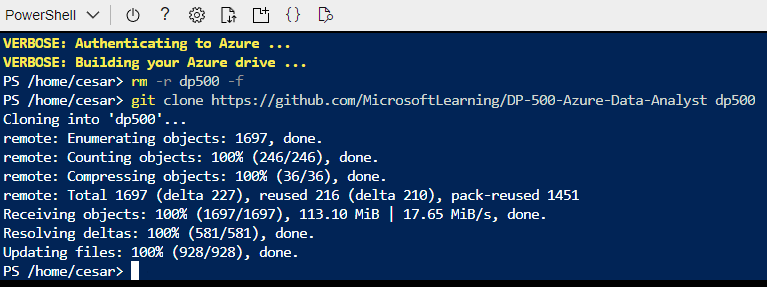 PowerShell
VERBOSE: Authenticating to Azure ...
VERBOSE: Building your Azure drive ...
PS /home/cesar> rm -r dp500 -f
PS /home/cesar> git clone https://github.com/MicrosoftLearning/DP-500-Azure-Data-Analyst dp500
Cloning into 'dp500'...
remote: Enumerating objects: 1697, done.
remote: Counting objects: 100% (246/246), done.
remote: Compressing objects: 100% (36/36), done.
remote: Total 1697 (delta 227), reused 216 (delta 210), pack-reused 1451
Receiving objects: 100% (1697/1697), 113.10 MiB | 17.65 MiB/s, done.
Resolving deltas: 100% (581/581), done.
Updating files: 100% (928/928), done.
PS /home/cesar>